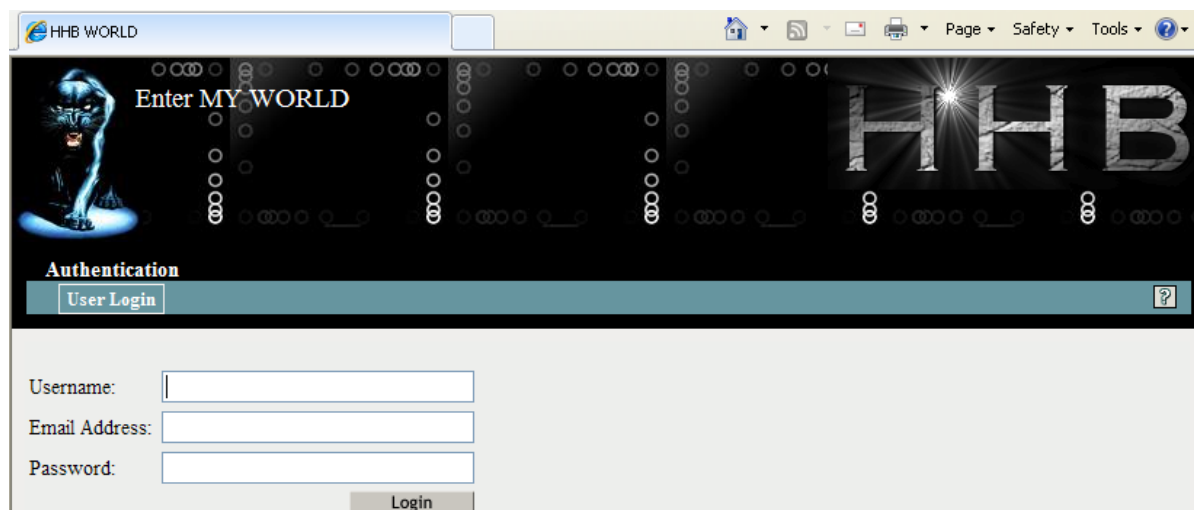 HHB WORLD
Page
Safety
Tools
Enter MY WORLD
HHB
Authentication
User Login
?
Username:
Email Address:
Password:
Login